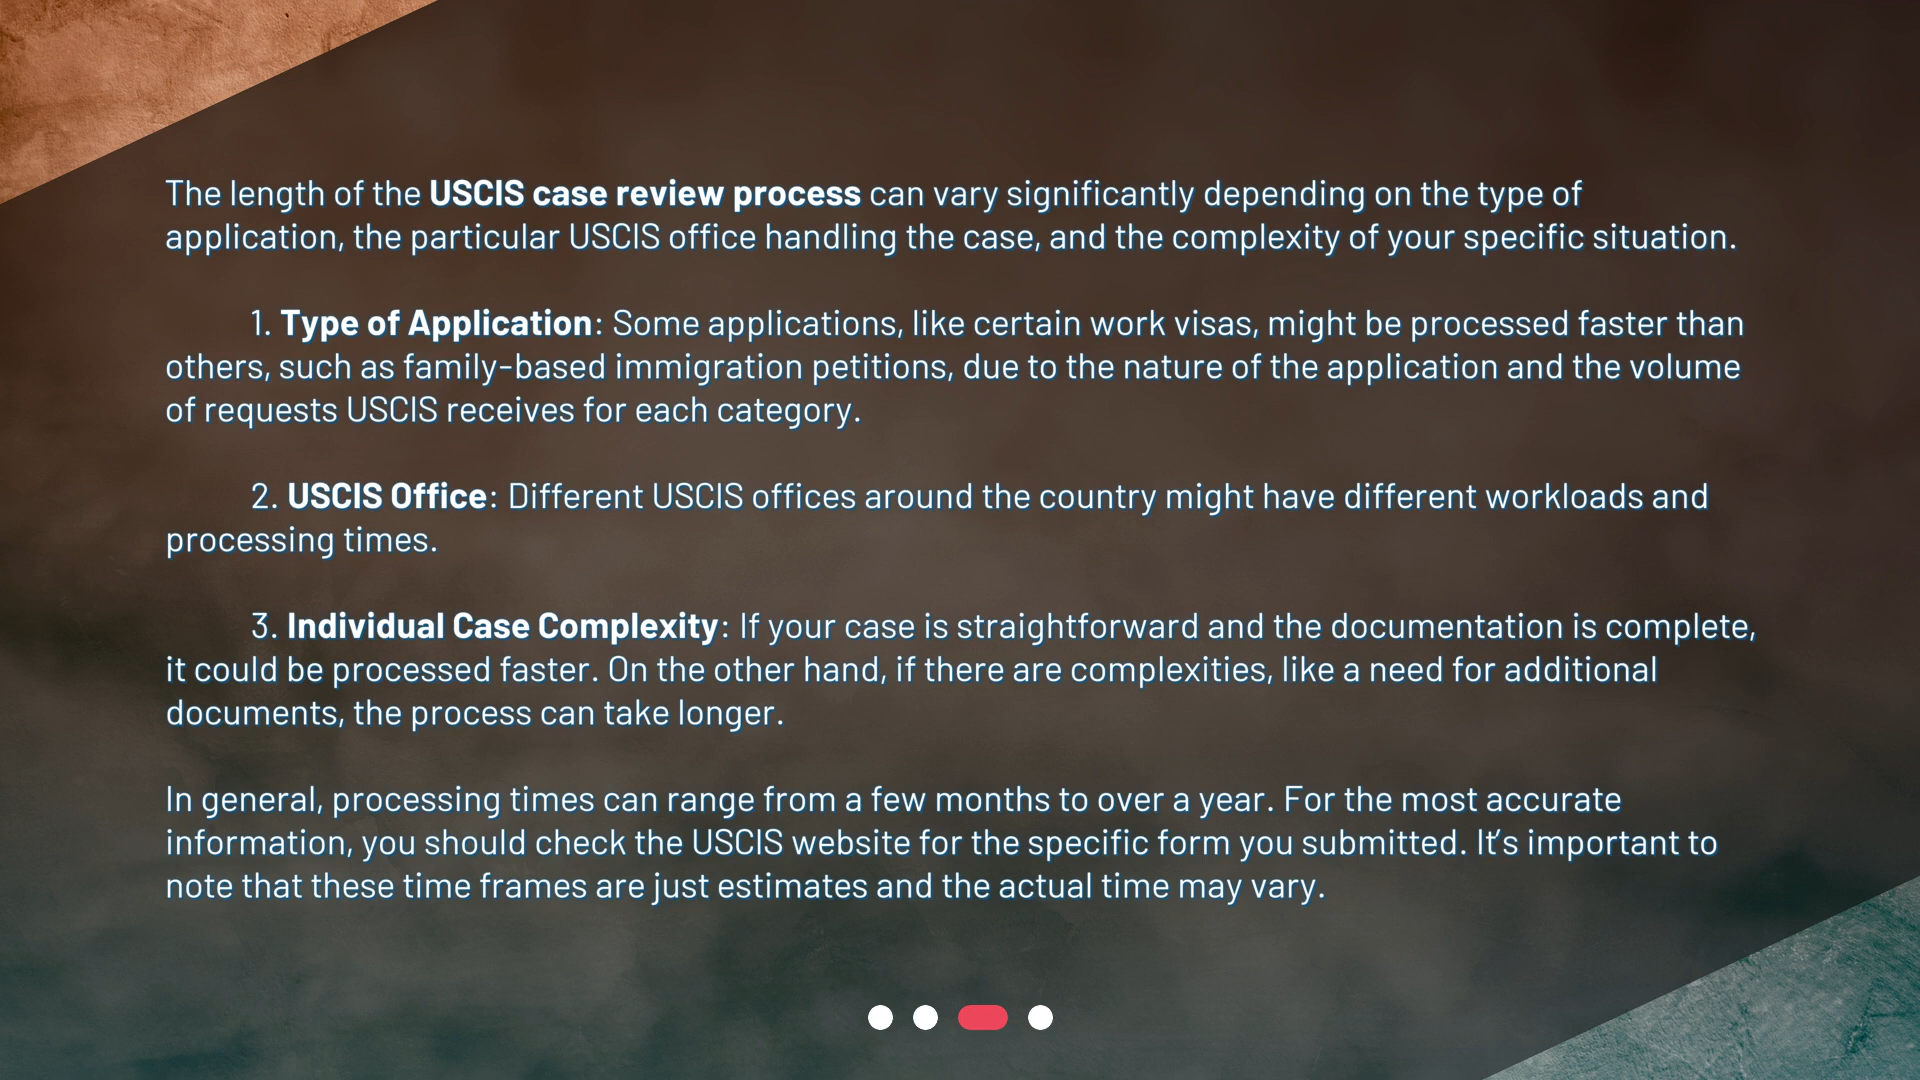 The length of the USCIS case review process can vary significantly depending on the type of
application, the particular USCIS office handling the case, and the complexity of your specific situation.
1. Type of Application: Some applications, like certain work visas, might be processed faster than
others, such as family-based immigration petitions, due to the nature of the application and the volume
of requests USCIS receives for each category.
2. USCIS Office: Different USCIS offices around the country might have different workloads and
processing times.
3. Individual Case Complexity: If your case is straightforward and the documentation is complete,
it could be processed faster. On the other hand, if there are complexities, like a need for additional
documents, the process can take longer.
In general, processing times can range from a few months to over a year. For the most accurate
information, you should check the USCIS website for the specific form you submitted. It’s important to
note that these time frames are just estimates and the actual time may vary.